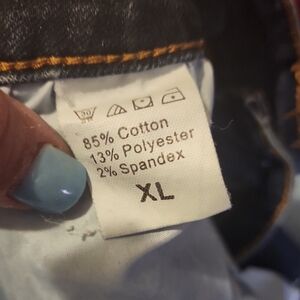 85% Cotton
13% Polyester
2% Spandex
XL